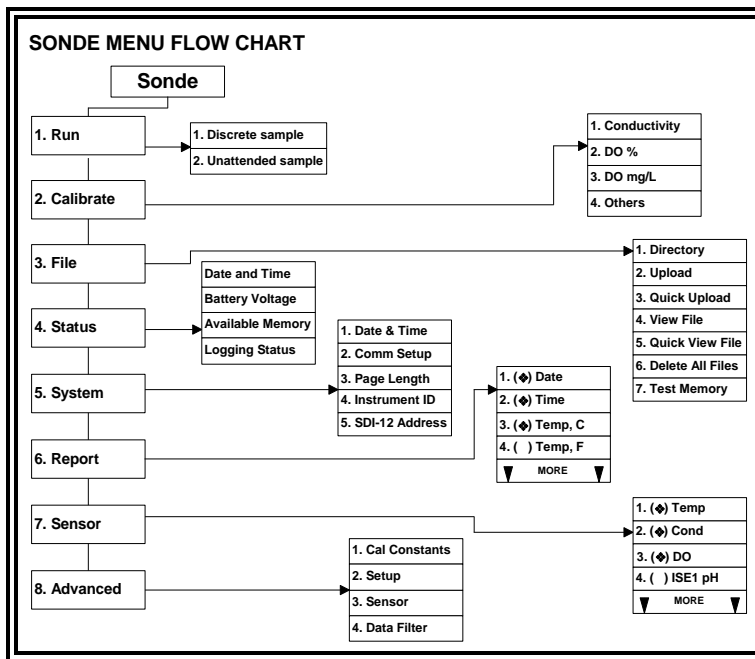 SONDE MENU FLOW CHART
Sonde
1. Run
1. Discrete sample
2. Unattended sample
2. Calibrate
1. Conductivity
2. DO %
3. DO mg/L
4. Others
3. File
1. Directory
2. Upload
3. Quick Upload
4. View File
5. Quick View File
6. Delete All Files
7. Test Memory
4. Status
Date and Time
Battery Voltage
Available Memory
Logging Status
5. System
1. Date & Time
2. Comm Setup
3. Page Length
4. Instrument ID
5. SDI-12 Address
6. Report
1. (❖) Date
2. (❖) Time
3. (❖) Temp, C
4. ( ) Temp, F
MORE
7. Sensor
1. (❖) Temp
2. (❖) Cond
3. (❖) DO
4. ( ) ISE1 pH
MORE
8. Advanced
1. Cal Constants
2. Setup
3. Sensor
4. Data Filter